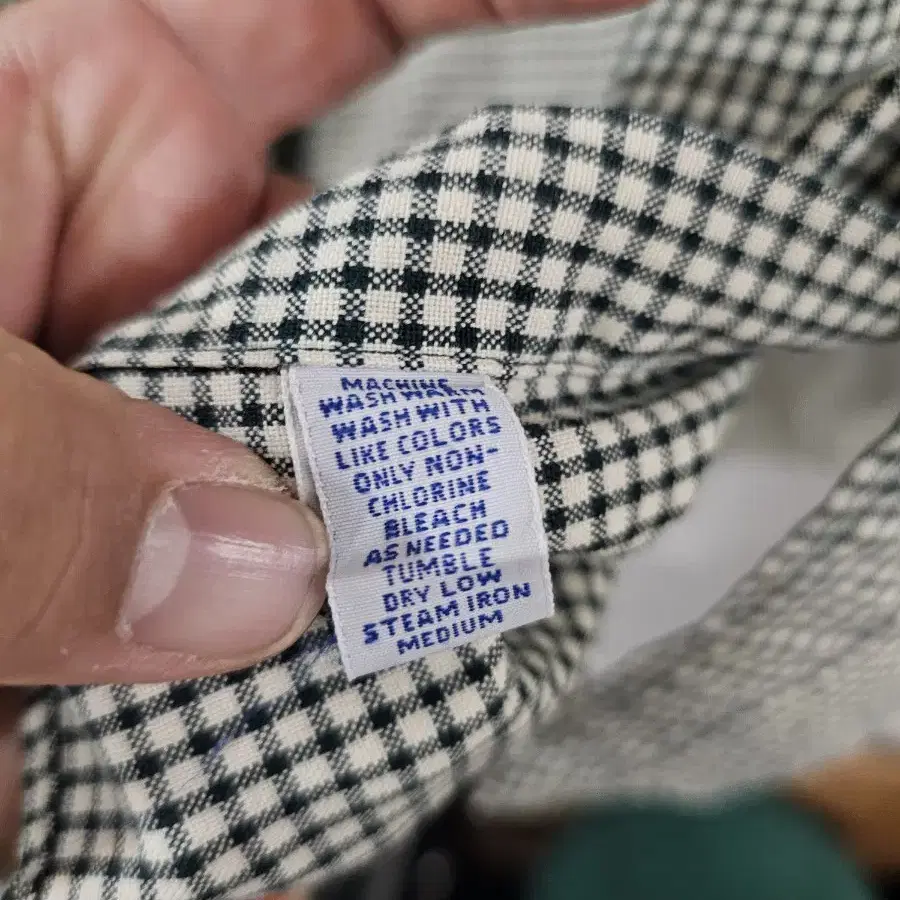 MACHINE
WASH WARM
WASH WITH
LIKE COLORS
ONLY NON-
CHLORINE
BLEACH
AS NEEDED
TUMBLE
DRY LOW
STEAM IRON
MEDIUM